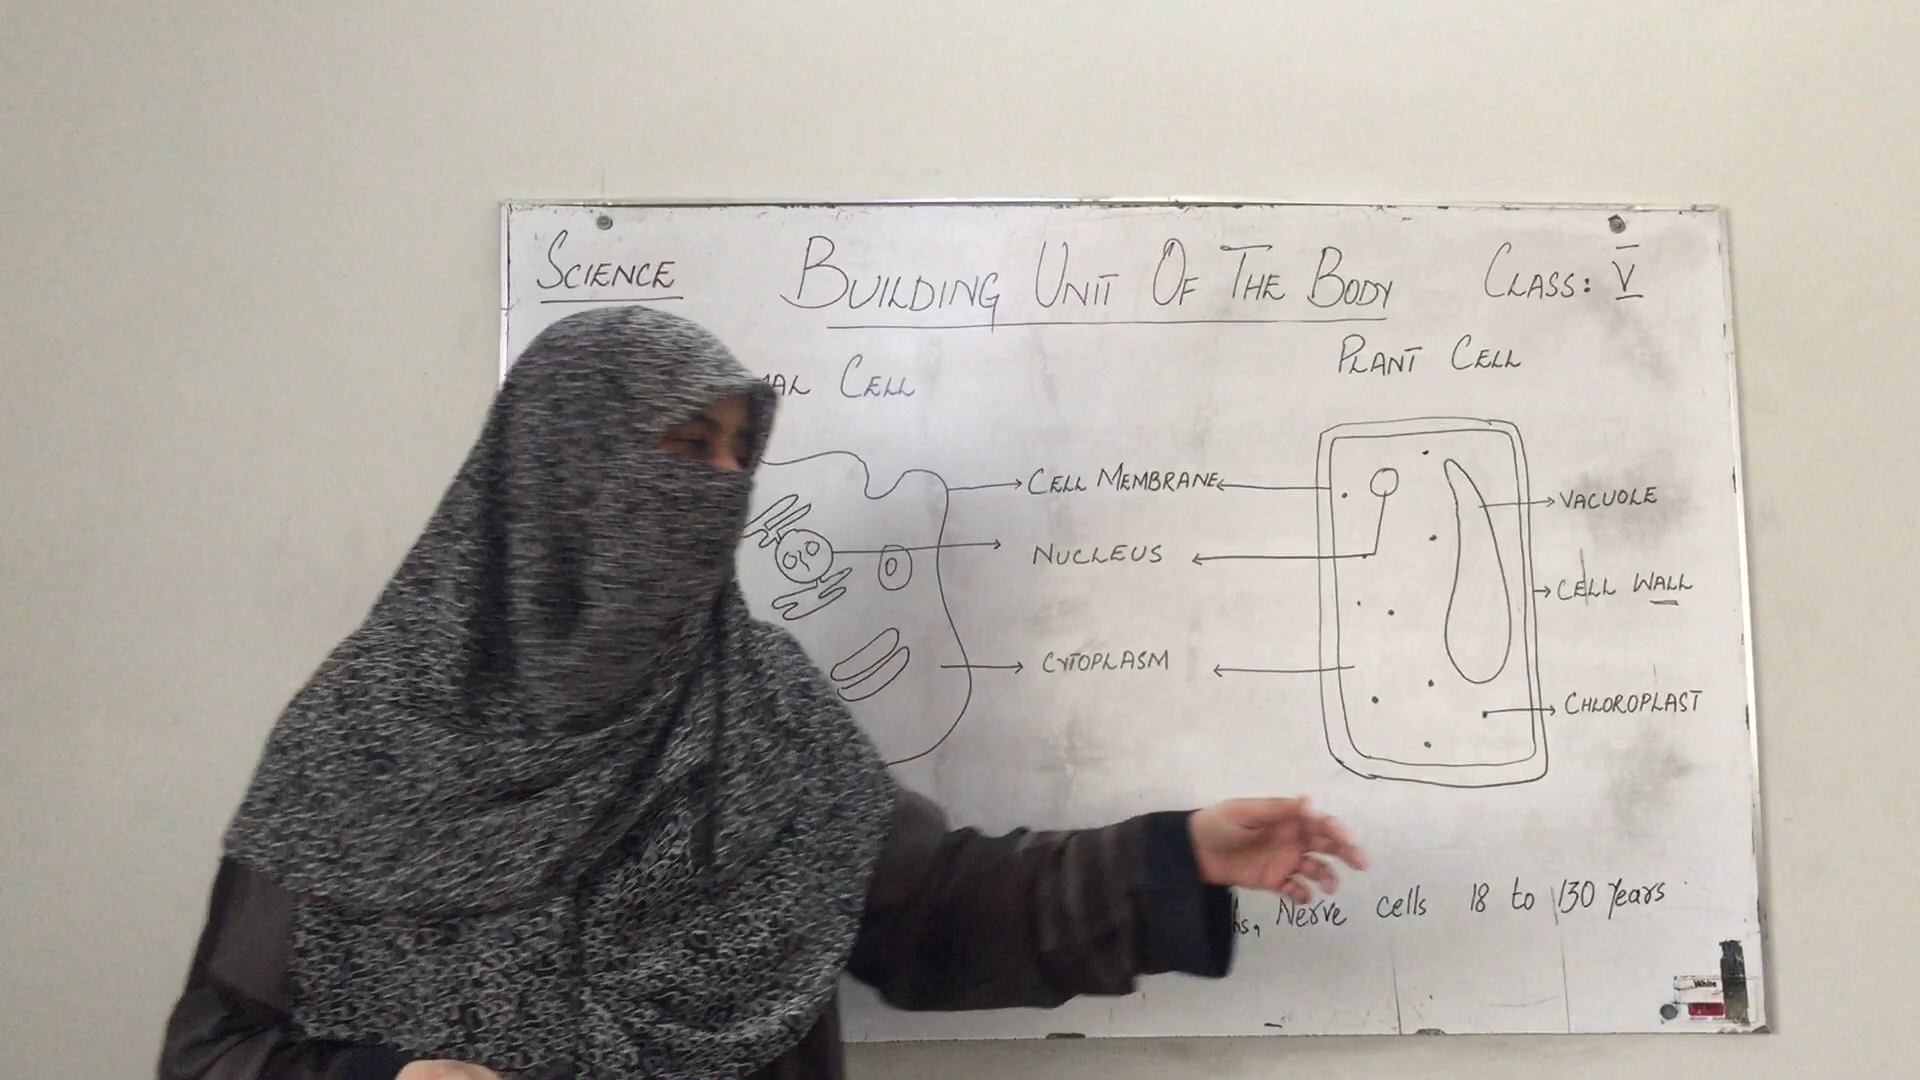 SCIENCE
BUILDING UNIT OF THE BODY
CLASS: V
CELL
PLANT CELL
CELL MEMBRANE
NUCLEUS
CYTOPLASM
VACUOLE
CELL WALL
CHLOROPLAST
Nerve cells 18 to 130 years
White